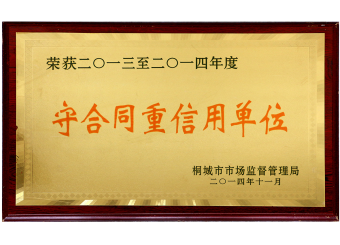 荣获二〇一三至二〇一四年度
守合同重信用单位
桐城市市场监督管理局
二〇一四年十一月